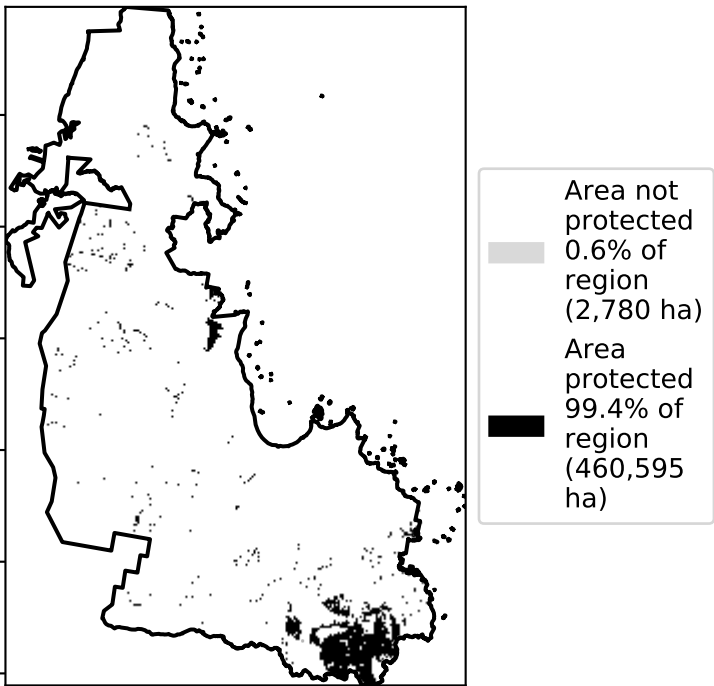 Area not
protected
0.6% of
region
(2,780 ha)
Area
protected
99.4% of
region
(460,595
ha)